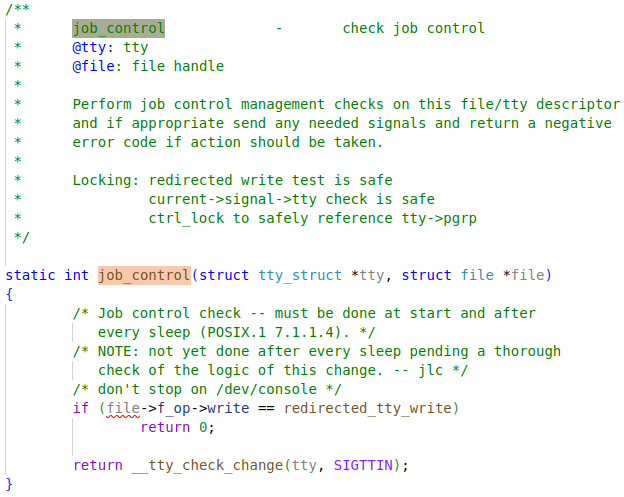 /**
 *      job_control             -       check job control
 *      @tty: tty
 *      @file: file handle
 *
 *      Perform job control management checks on this file/tty descriptor
 *      and if appropriate send any needed signals and return a negative
 *      error code if action should be taken.
 *
 *      Locking: redirected write test is safe
 *               current->signal->tty check is safe
 *               ctrl_lock to safely reference tty->pgrp
 */

static int job_control(struct tty_struct *tty, struct file *file)
{
        /* Job control check -- must be done at start and after
           every sleep (POSIX.1 7.1.1.4). */
        /* NOTE: not yet done after every sleep pending a thorough
           check of the logic of this change. -- jlc */
        /* don't stop on /dev/console */
        if (file->f_op->write == redirected_tty_write)
                return 0;

        return __tty_check_change(tty, SIGTTIN);
}